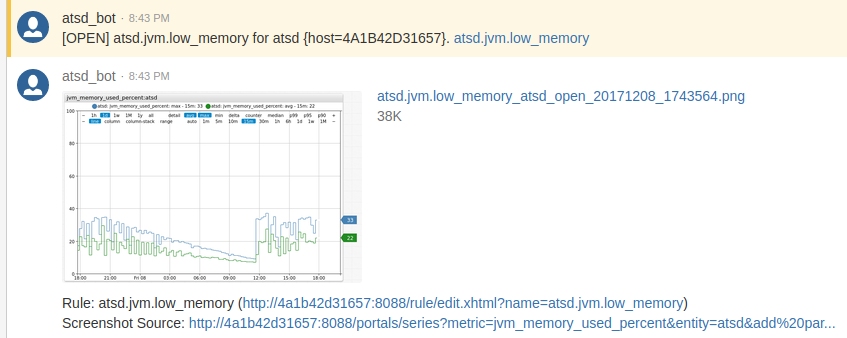 atsd_bot · 8:43 PM
[OPEN] atsd.jvm.low_memory for atsd {host=4A1B42D31657}. atsd.jvm.low_memory
atsd_bot · 8:43 PM
atsd.jvm.low_memory_atsd_open_20171208_1743564.png
38K
jvm_memory_used_percent:atsd
atsd: jvm_memory_used_percent: max - 15m: 33 atsd: jvm_memory_used_percent: avg - 15m: 22
100
~ 1h 1d 1w 1M 1y all detail avg max min delta counter median p99 p95 p90 +
~ line column column-stack range auto 1m 5m 10m 15m 30m 1h 6h 1d 1w 1M ~
80
60
40
33
22
20
0
18:00 21:00 Fri 08 03:00 06:00 09:00 12:00 15:00 18:00
Rule: atsd.jvm.low_memory (http://4a1b42d31657:8088/rule/edit.xhtml?name=atsd.jvm.low_memory)
Screenshot Source: http://4a1b42d31657:8088/portals/series?metric=jvm_memory_used_percent&entity=atsd&add%20par...